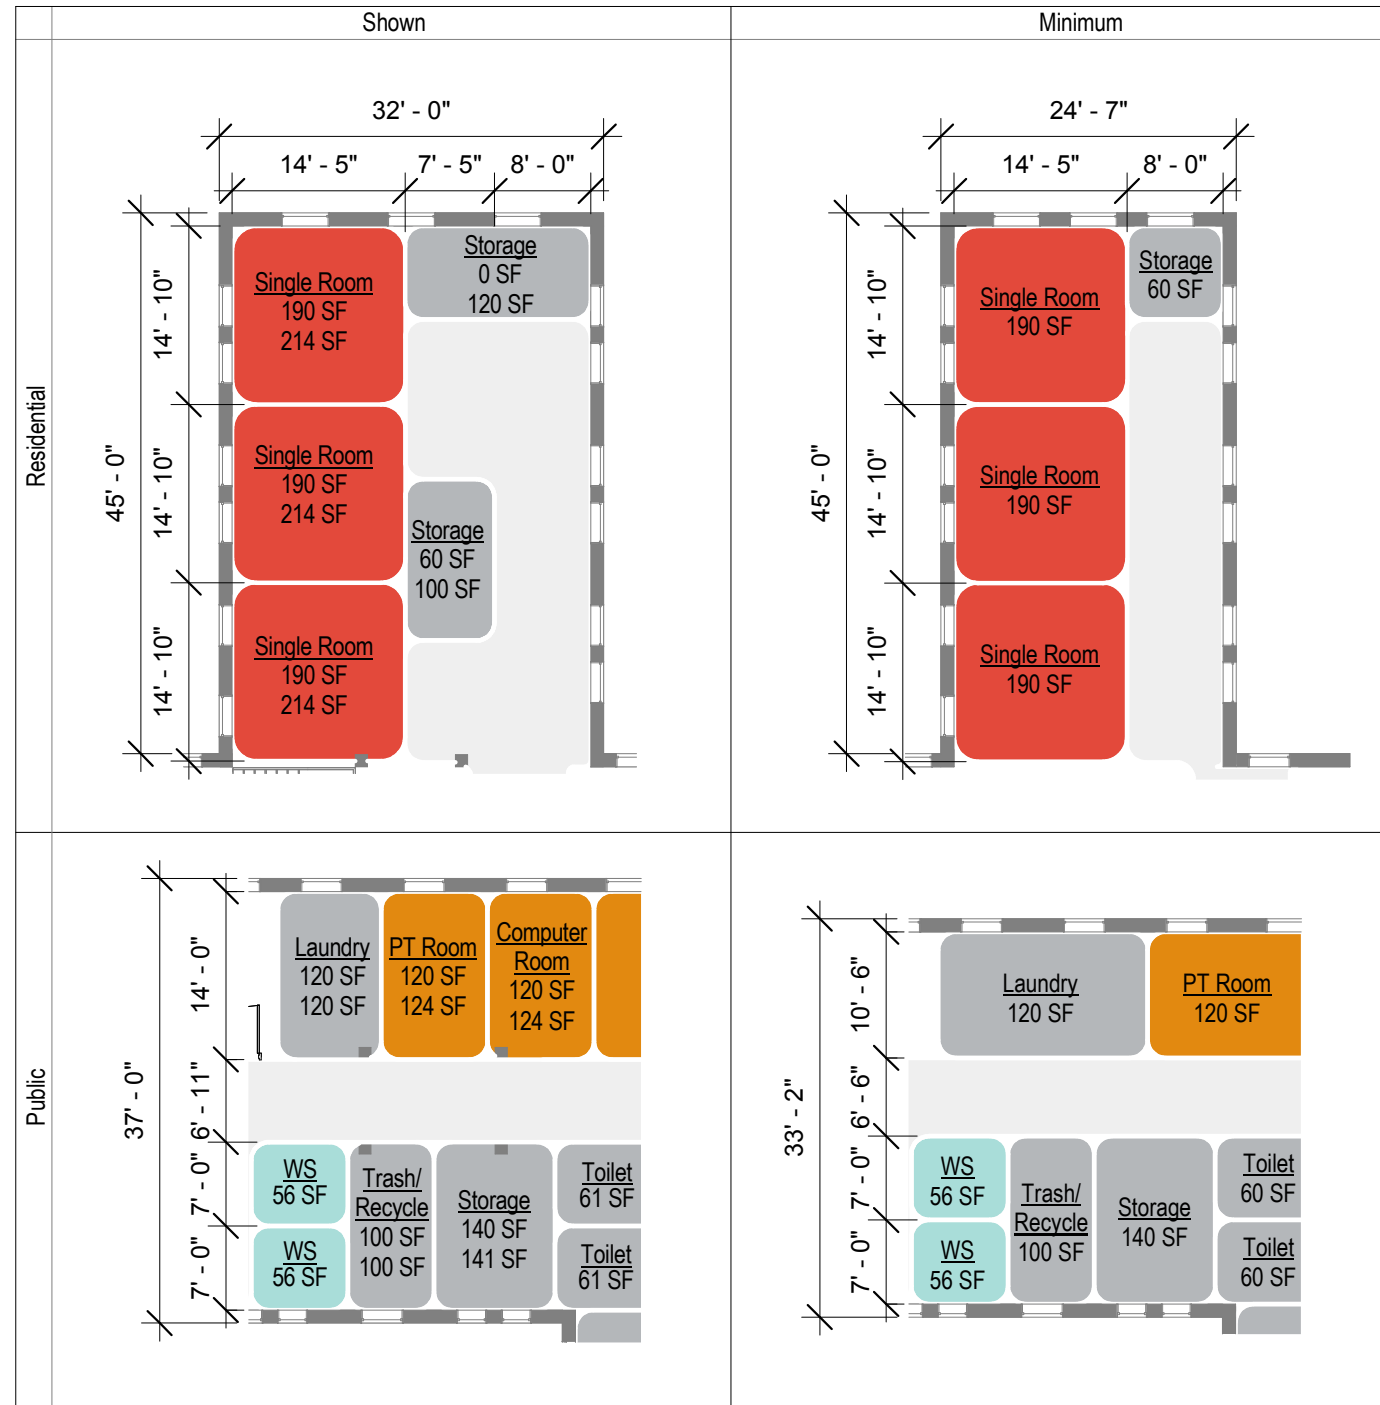 Shown
Minimum
Residential
32' - 0"
14' - 5"
7' - 5"
8' - 0"
45' - 0"
14' - 10"
14' - 10"
14' - 10"
Single Room
190 SF
214 SF
Single Room
190 SF
214 SF
Single Room
190 SF
214 SF
Storage
0 SF
120 SF
Storage
60 SF
100 SF
24' - 7"
14' - 5"
8' - 0"
45' - 0"
14' - 10"
14' - 10"
14' - 10"
Single Room
190 SF
Single Room
190 SF
Single Room
190 SF
Storage
60 SF
Public
37' - 0"
14' - 0"
6' - 11"
7' - 0"
7' - 0"
Laundry
120 SF
120 SF
PT Room
120 SF
124 SF
Computer
Room
120 SF
124 SF
WS
56 SF
WS
56 SF
Trash/
Recycle
100 SF
100 SF
Storage
140 SF
141 SF
Toilet
61 SF
Toilet
61 SF
33' - 2"
10' - 6"
6' - 6"
7' - 0"
7' - 0"
Laundry
120 SF
PT Room
120 SF
WS
56 SF
WS
56 SF
Trash/
Recycle
100 SF
Storage
140 SF
Toilet
60 SF
Toilet
60 SF